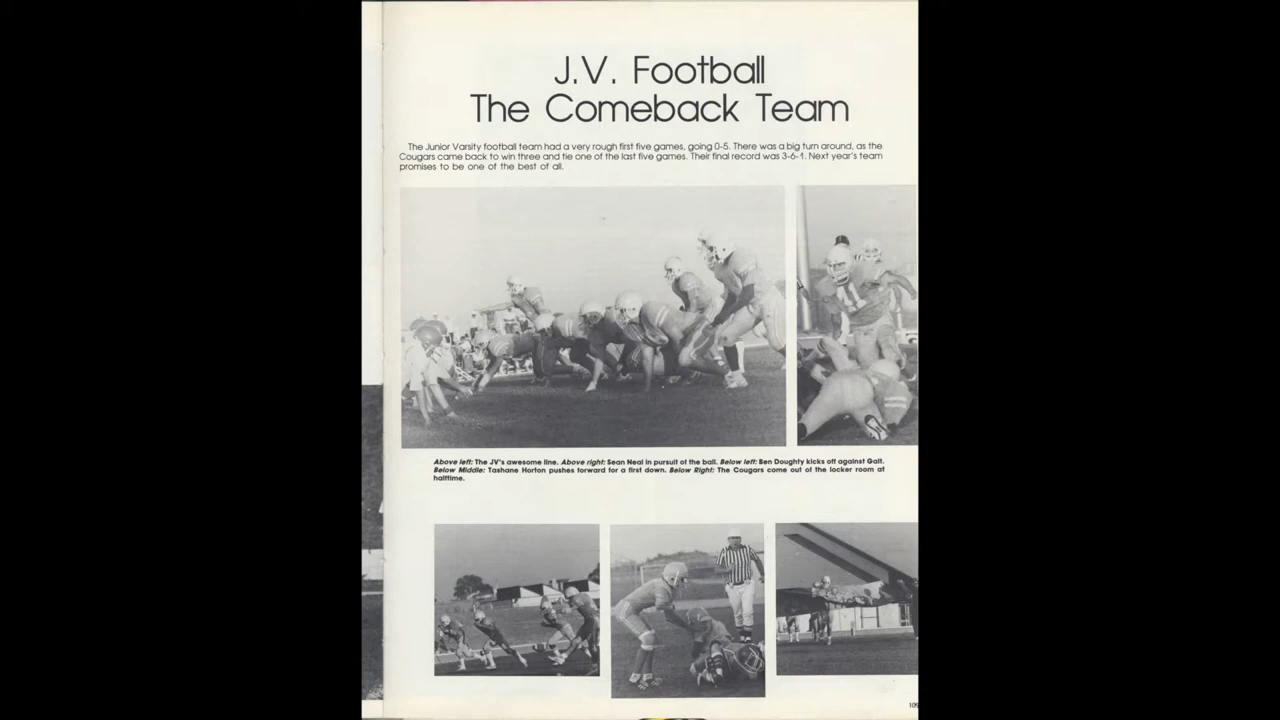 J.V. Football
The Comeback Team
The Junior Varsity football team had a very rough first five games, going 0-5. There was a big turn around, as the
Cougars came back to win three and tie one of the last five games. Their final record was 3-6-1. Next year's team
promises to be one of the best of all.
Above left: The JV's awesome line. Above right: Sean Neal in pursuit of the ball. Below left: Ben Doughty kicks off against Galt.
Below Middle: Tashane Horton pushes forward for a first down. Below Right: The Cougars come out of the locker room at
halftime.
109